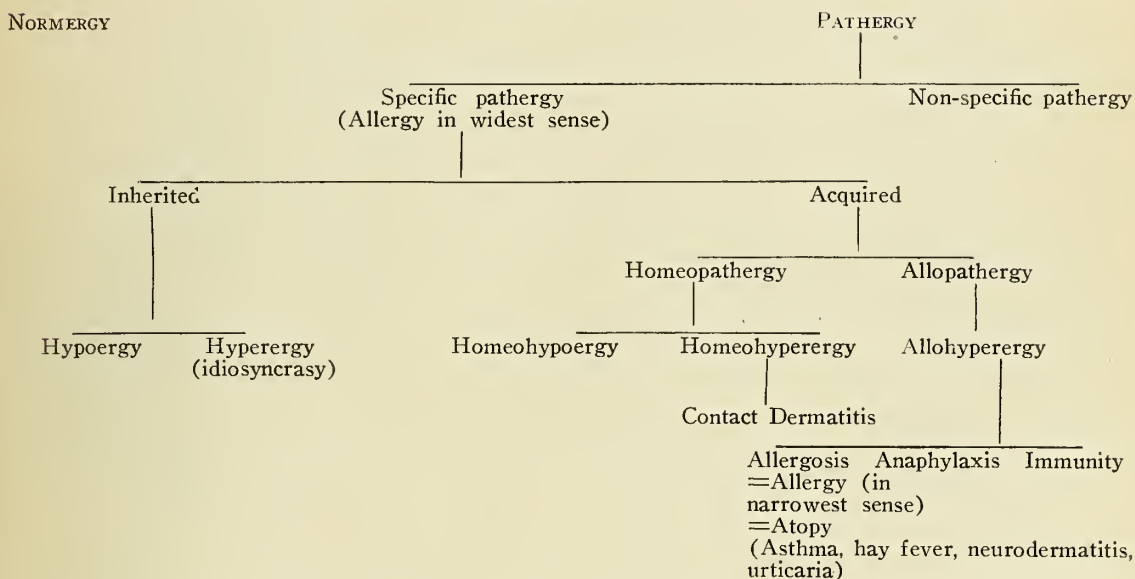 NORMERGY PATHERGY
Specific pathergy Non-specific pathergy
(Allergy in widest sense)
Inherited Acquired
Homeopathergy Allopathergy
Hypoergy Hyperergy Homeohypoergy Homeohyperergy Allohyperergy
(idiosyncrasy)
Contact Dermatitis
Allergosis Anaphylaxis Immunity
=Allergy (in
narrowest sense)
=Atopy
(Asthma, hay fever, neurodermatitis,
urticaria)